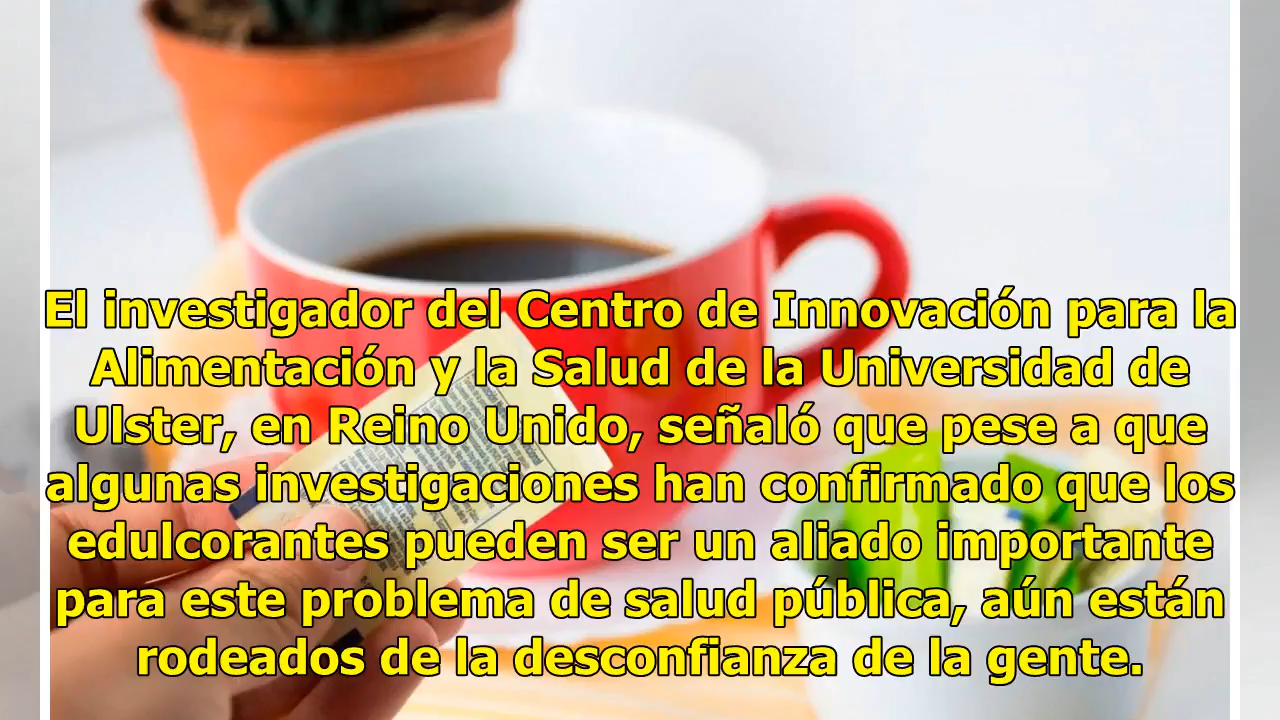 El investigador del Centro de Innovación para la
Alimentación y la Salud de la Universidad de
Ulster, en Reino Unido, señaló que pese a que
algunas investigaciones han confirmado que los
edulcorantes pueden ser un aliado importante
para este problema de salud pública, aún están
rodeados de la desconfianza de la gente.